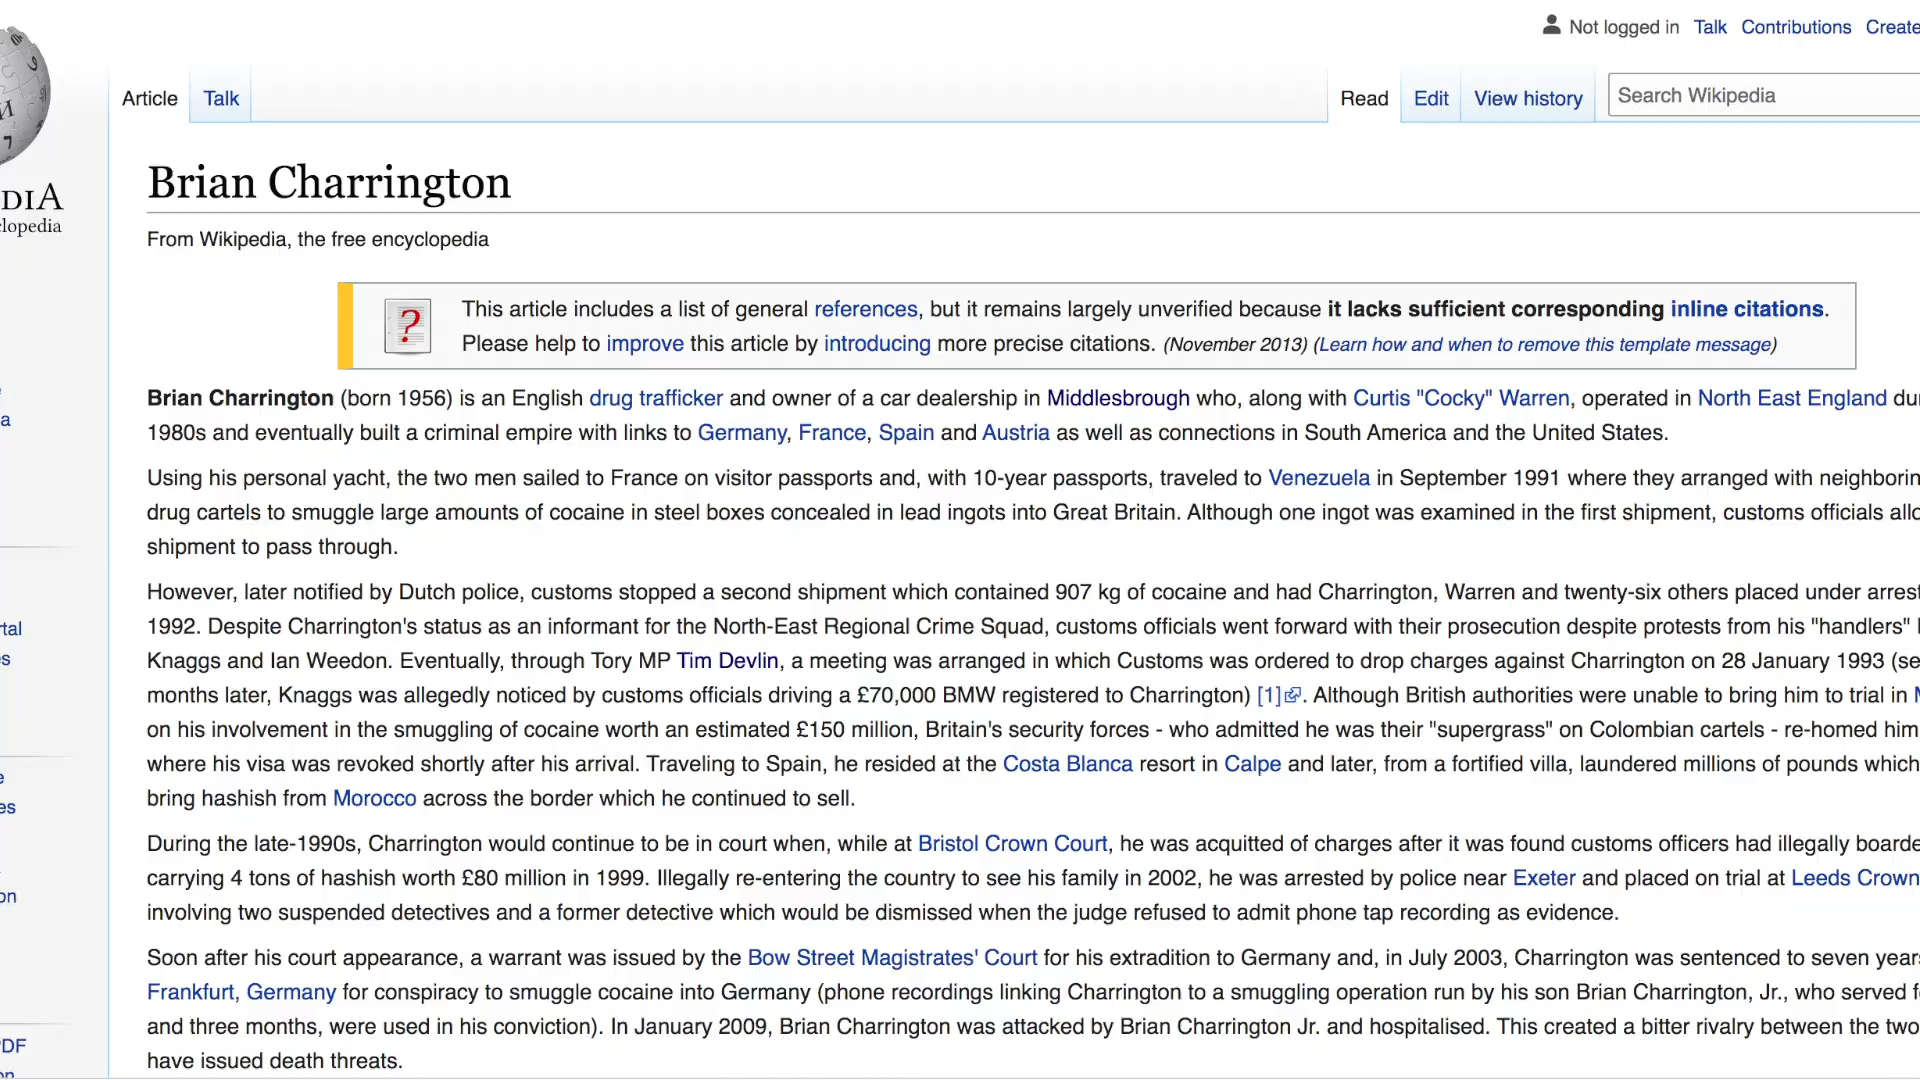 Not logged in Talk Contributions Create
Article Talk Read Edit View history Search Wikipedia
DIA
clopedia
Brian Charrington
From Wikipedia, the free encyclopedia
This article includes a list of general references, but it remains largely unverified because it lacks sufficient corresponding inline citations.
Please help to improve this article by introducing more precise citations. (November 2013) (Learn how and when to remove this template message)
Brian Charrington (born 1956) is an English drug trafficker and owner of a car dealership in Middlesbrough who, along with Curtis "Cocky" Warren, operated in North East England du
1980s and eventually built a criminal empire with links to Germany, France, Spain and Austria as well as connections in South America and the United States.
Using his personal yacht, the two men sailed to France on visitor passports and, with 10-year passports, traveled to Venezuela in September 1991 where they arranged with neighborin
drug cartels to smuggle large amounts of cocaine in steel boxes concealed in lead ingots into Great Britain. Although one ingot was examined in the first shipment, customs officials allo
shipment to pass through.
However, later notified by Dutch police, customs stopped a second shipment which contained 907 kg of cocaine and had Charrington, Warren and twenty-six others placed under arrest
1992. Despite Charrington's status as an informant for the North-East Regional Crime Squad, customs officials went forward with their prosecution despite protests from his "handlers"
Knaggs and Ian Weedon. Eventually, through Tory MP Tim Devlin, a meeting was arranged in which Customs was ordered to drop charges against Charrington on 28 January 1993 (se
months later, Knaggs was allegedly noticed by customs officials driving a £70,000 BMW registered to Charrington) [1]. Although British authorities were unable to bring him to trial in
on his involvement in the smuggling of cocaine worth an estimated £150 million, Britain's security forces - who admitted he was their "supergrass" on Colombian cartels - re-homed him
where his visa was revoked shortly after his arrival. Traveling to Spain, he resided at the Costa Blanca resort in Calpe and later, from a fortified villa, laundered millions of pounds which
bring hashish from Morocco across the border which he continued to sell.
During the late-1990s, Charrington would continue to be in court when, while at Bristol Crown Court, he was acquitted of charges after it was found customs officers had illegally boarde
carrying 4 tons of hashish worth £80 million in 1999. Illegally re-entering the country to see his family in 2002, he was arrested by police near Exeter and placed on trial at Leeds Crown
involving two suspended detectives and a former detective which would be dismissed when the judge refused to admit phone tap recording as evidence.
Soon after his court appearance, a warrant was issued by the Bow Street Magistrates' Court for his extradition to Germany and, in July 2003, Charrington was sentenced to seven years
Frankfurt, Germany for conspiracy to smuggle cocaine into Germany (phone recordings linking Charrington to a smuggling operation run by his son Brian Charrington, Jr., who served f
and three months, were used in his conviction). In January 2009, Brian Charrington was attacked by Brian Charrington Jr. and hospitalised. This created a bitter rivalry between the two
have issued death threats.